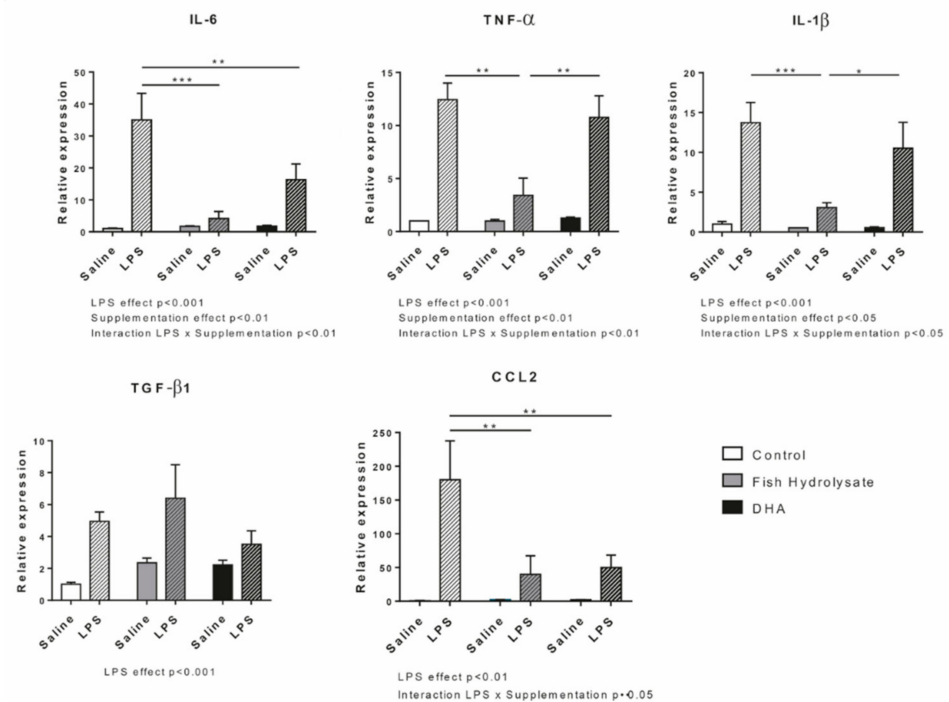 IL-6
** 
***
Relative expression
50
40
30
20
10
0
Saline LPS Saline LPS Saline LPS
LPS effect p<0.001
Supplementation effect p<0.01
Interaction LPS x Supplementation p<0.01
TNF-α
** **
Relative expression
15
10
5
0
Saline LPS Saline LPS Saline LPS
LPS effect p<0.001
Supplementation effect p<0.01
Interaction LPS x Supplementation p<0.01
IL-1β
*** *
Relative expression
20
15
10
5
0
Saline LPS Saline LPS Saline LPS
LPS effect p<0.001
Supplementation effect p<0.05
Interaction LPS x Supplementation p<0.05
TGF-β1
Relative expression
10
8
6
4
2
0
Saline LPS Saline LPS Saline LPS
LPS effect p<0.001
CCL2
**
**
Relative expression
250
200
150
100
50
0
Saline LPS Saline LPS Saline LPS
LPS effect p<0.01
Interaction LPS x Supplementation p<0.05
Control
Fish Hydrolysate
DHA